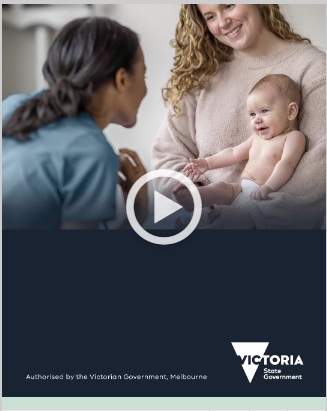 VICTORIA
State
Government
Authorised by the Victorian Government, Melbourne